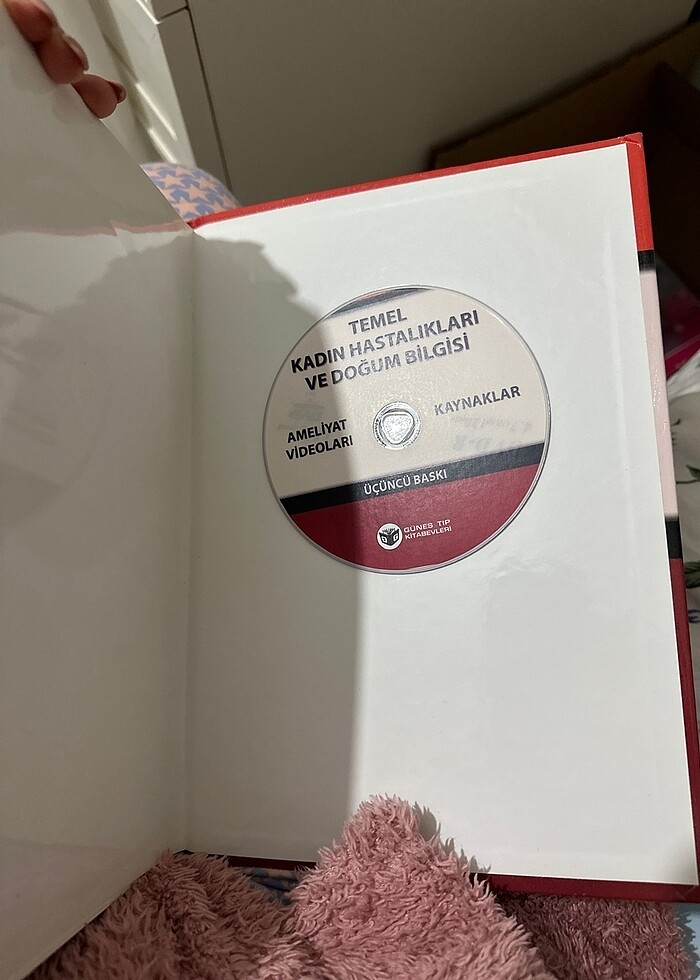 TEMEL
KADIN HASTALIKLARI
VE DOĞUM BİLGİSİ
AMELİYAT
VİDEOLARI
KAYNAKLAR
ÜÇÜNCÜ BASKI
GÜNEŞ TIP
KİTABEVLERİ